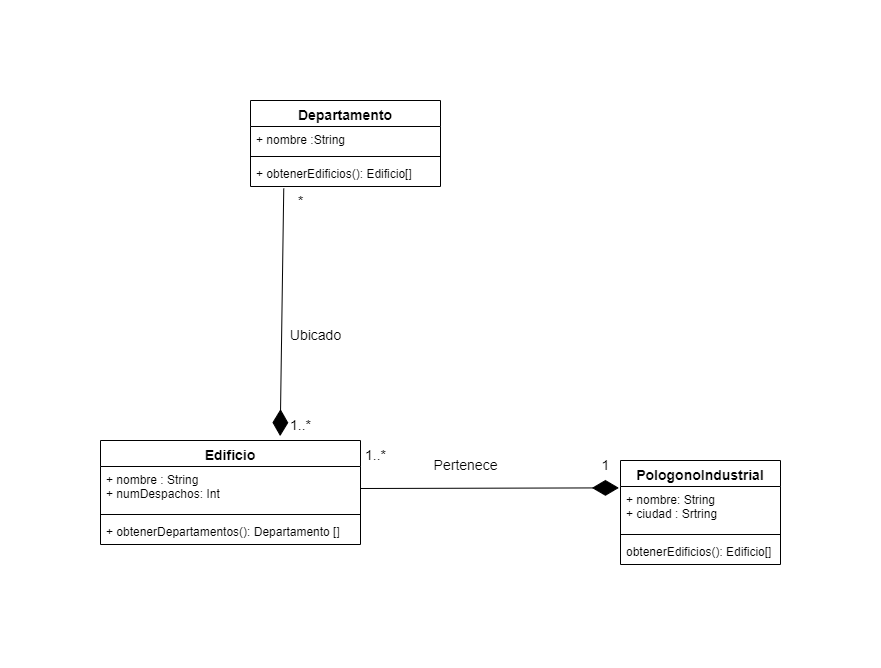 Departamento
+ nombre :String
+ obtenerEdificios(): Edificio[]
*
Ubicado
1..*
Edificio
+ nombre : String
+ numDespachos: Int
+ obtenerDepartamentos(): Departamento []
1..*
Pertenece
1
PologonoIndustrial
+ nombre: String
+ ciudad : Srtring
obtenerEdificios(): Edificio[]